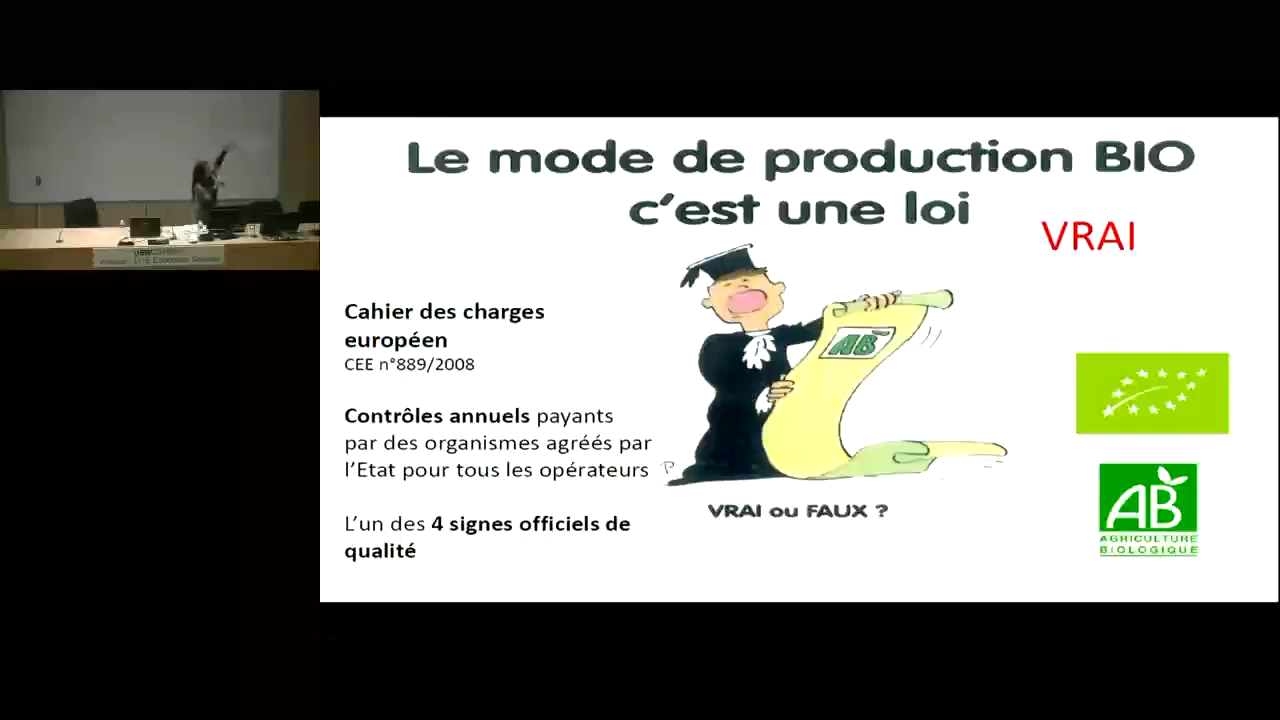 Le mode de production BIO
c'est une loi
VRAI
Cahier des charges
européen
CEE n°889/2008
Contrôles annuels payants
par des organismes agréés par
l'Etat pour tous les opérateurs
L'un des 4 signes officiels de
qualité
AB
VRAI ou FAUX ?
AB
AGRICULTURE
BIOLOGIQUE